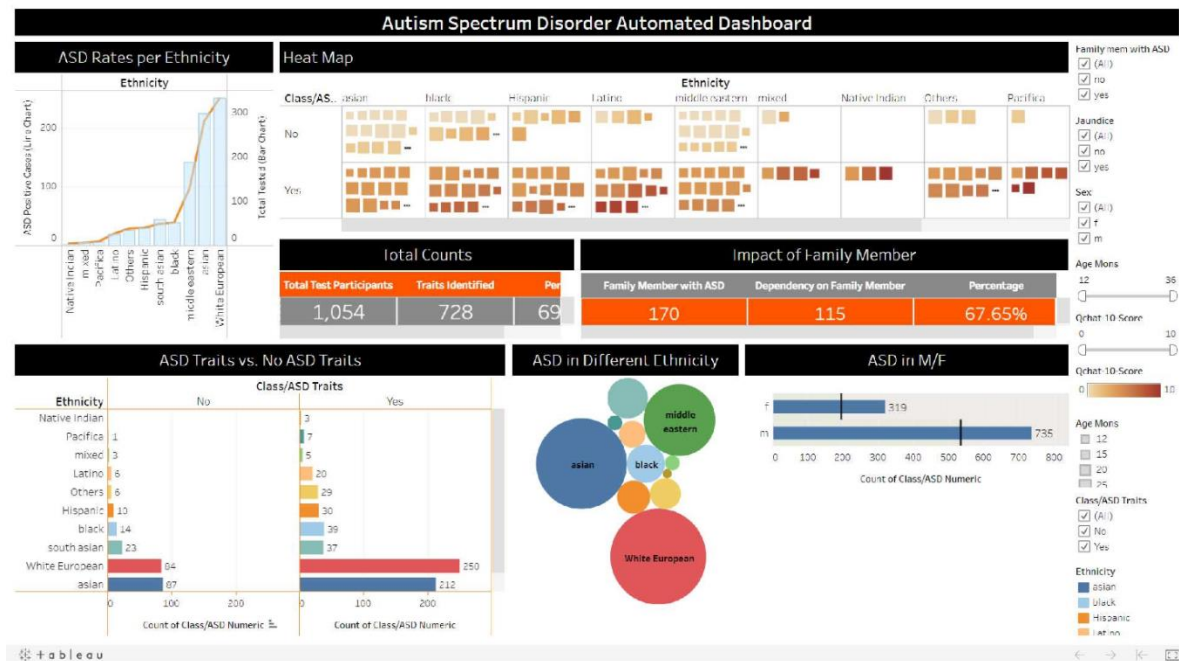 Autism Spectrum Disorder Automated Dashboard
ASD Rates per Ethnicity
Ethnicity
ASD Positive Cases (Line Chart)
200
100
0
Total Tested (Bar Chart)
300
200
100
0
Native Indian
mixed
Pacifica
Latino
Others
Hispanic
south asian
black
middle eastern
asian
White European
Heat Map
Ethnicity
Class/AS.. asian black Hispanic Latino middle eastern mixed Native Indian Others Pacifica
No
Yes
Total Counts
Total Test Participants Traits Identified Per
1,054 728 69
Impact of Family Member
Family Member with ASD Dependency on Family Member Percentage
170 115 67.65%
ASD Traits vs. No ASD Traits
Class/ASD Traits
Ethnicity No Yes
Native Indian 3
Pacifica 1 7
mixed 3 5
Latino 6 20
Others 6 29
Hispanic 10 30
black 14 39
south asian 23 37
White European 84 250
asian 87 212
0 100 200 0 100 200
Count of Class/ASD Numeric Count of Class/ASD Numeric
ASD in Different Ethnicity
middle
eastern
asian
black
White European
ASD in M/F
f 319
m 735
0 100 200 300 400 500 600 700 800
Count of Class/ASD Numeric
Family mem with ASD
(All)
no
yes
Jaundice
(All)
no
yes
Sex
(All)
f
m
Age Mons
12 36
Qchat-10-Score
0 10
Qchat-10-Score
0 10
Age Mons
12
15
20
25
Class/ASD Traits
(All)
No
Yes
Ethnicity
asian
black
Hispanic
Latino
+ a b l e a u